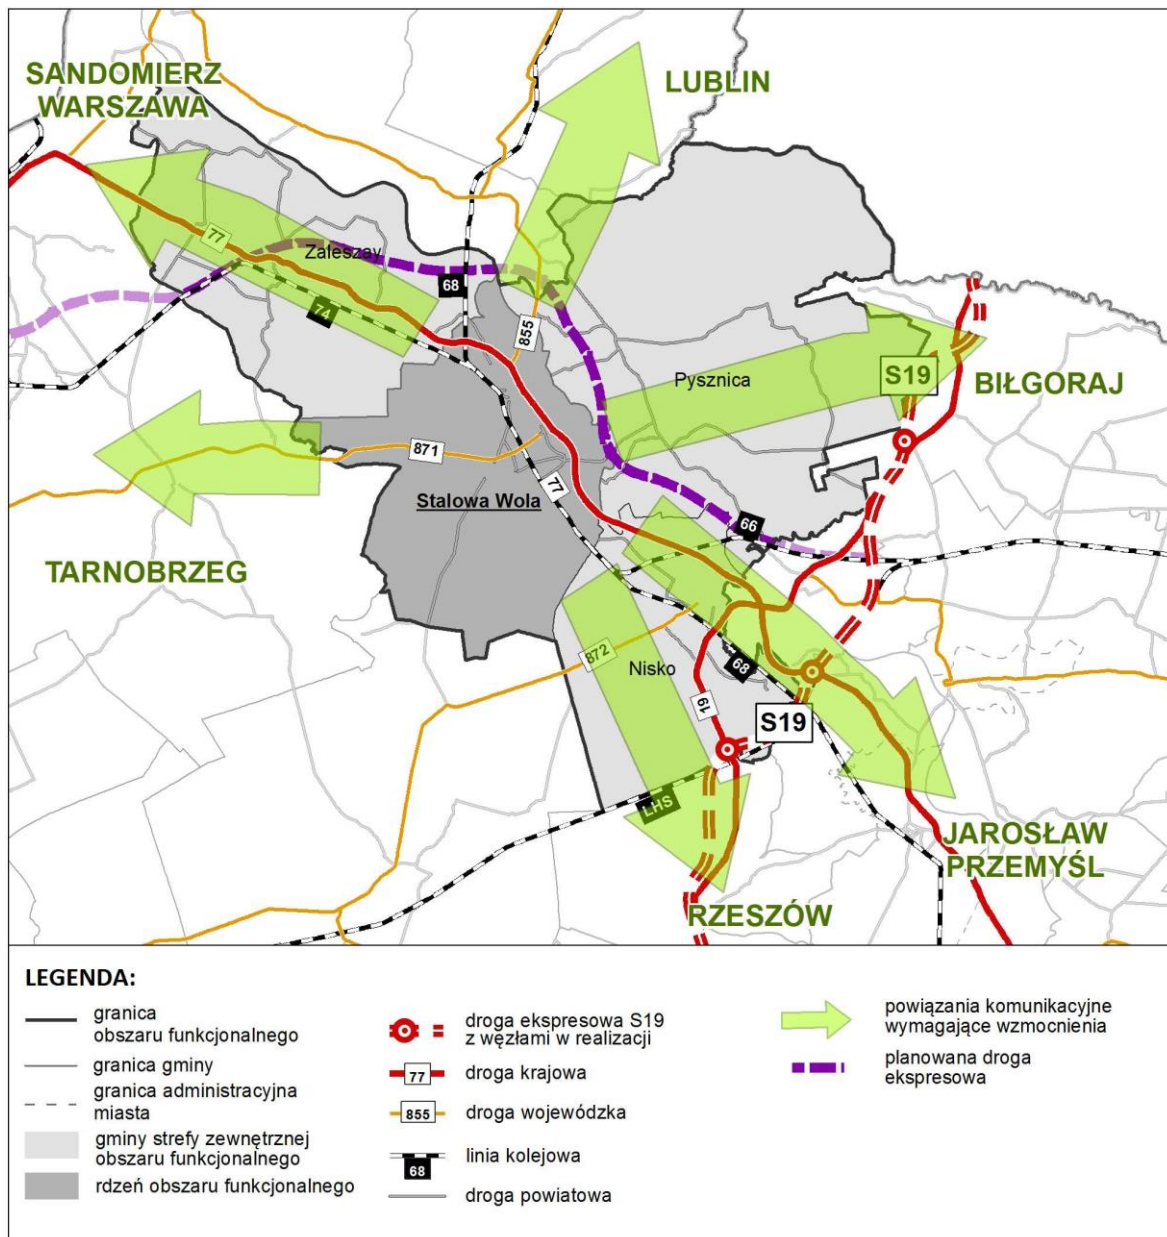 SANDOMIERZ
WARSZAWA
LUBLIN
77
Zaleszay
68
74
855
Pysznica
S19
BIŁGORAJ
871
77
Stalowa Wola
66
TARNOBRZEG
872
Nisko
68
19
S19
LHS
JAROSŁAW
PRZEMYŚL
RZESZÓW
LEGENDA:
granica
obszaru funkcjonalnego
granica gminy
granica administracyjna
miasta
gminy strefy zewnętrznej
obszaru funkcjonalnego
rdzeń obszaru funkcjonalnego
droga ekspresowa S19
z węzłami w realizacji
77
droga krajowa
855
droga wojewódzka
linia kolejowa
68
droga powiatowa
powiązania komunikacyjne
wymagające wzmocnienia
planowana droga
ekspresowa